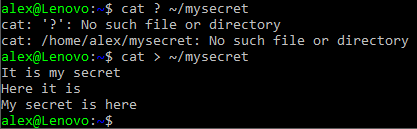 alex@Lenovo:~$ cat ? ~/mysecret
cat: '?': No such file or directory
cat: /home/alex/mysecret: No such file or directory
alex@Lenovo:~$ cat > ~/mysecret
It is my secret
Here it is
My secret is here
alex@Lenovo:~$